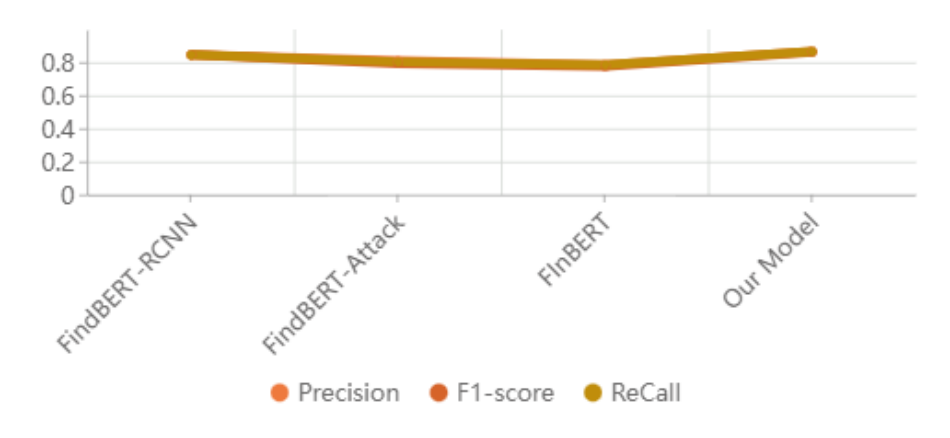 0.8
0.6
0.4
0.2
0
FindBERT-RCNN
FindBERT-Attack
FInBERT
Our Model
Precision F1-score ReCall